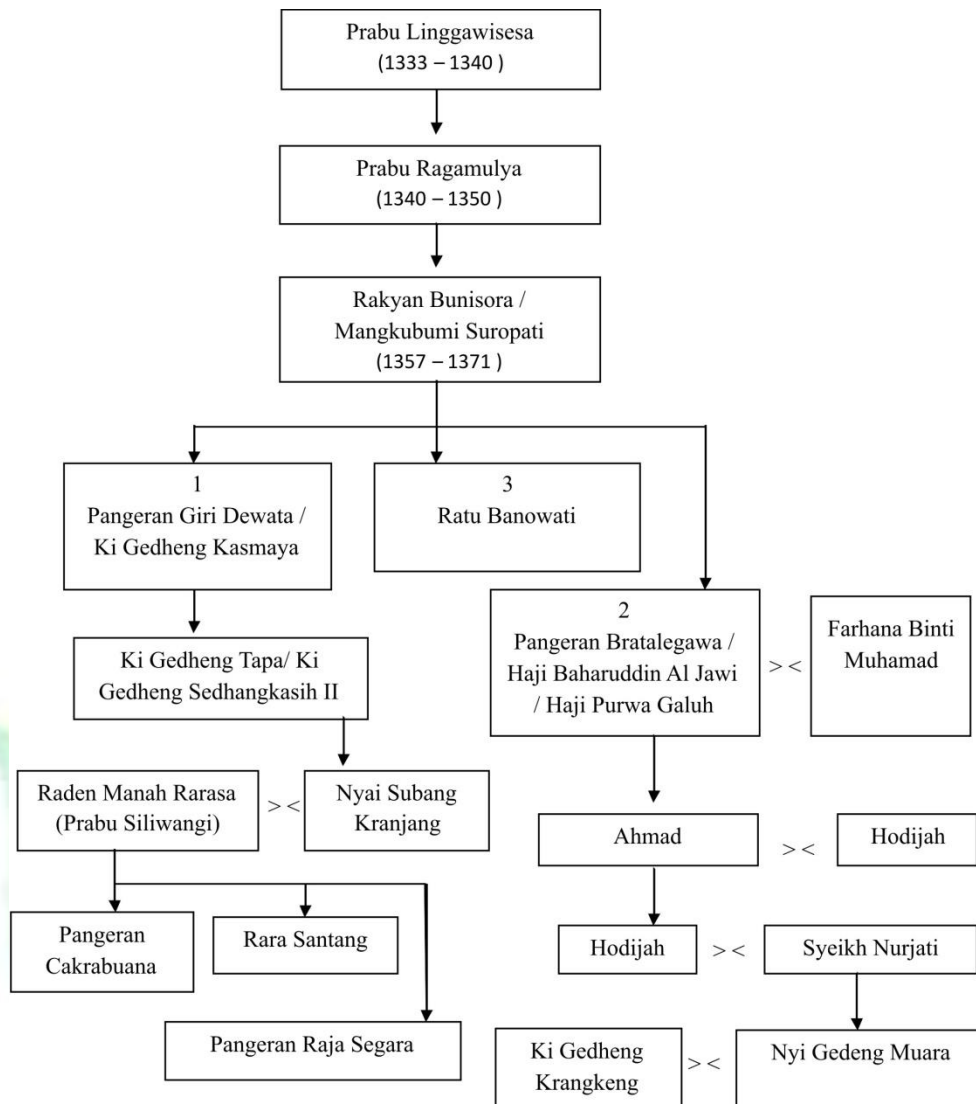 Prabu Linggawisesa
(1333 – 1340 )
Prabu Ragamulya
(1340 – 1350)
Rakyan Bunisora /
Mangkubumi Suropati
(1357 – 1371 )
1
Pangeran Giri Dewata /
Ki Gedheng Kasmaya
3
Ratu Banowati
2
Pangeran Bratalegawa /
Haji Baharuddin Al Jawi
/ Haji Purwa Galuh
> <
Farhana Binti
Muhamad
Ki Gedheng Tapa/ Ki
Gedheng Sedhangkasih II
Raden Manah Rarasa
(Prabu Siliwangi)
> <
Nyai Subang
Kranjang
Ahmad
> <
Hodijah
Pangeran
Cakrabuana
Rara Santang
Hodijah
> <
Syeikh Nurjati
Pangeran Raja Segara
Ki Gedheng
Krangkeng
> <
Nyi Gedeng Muara